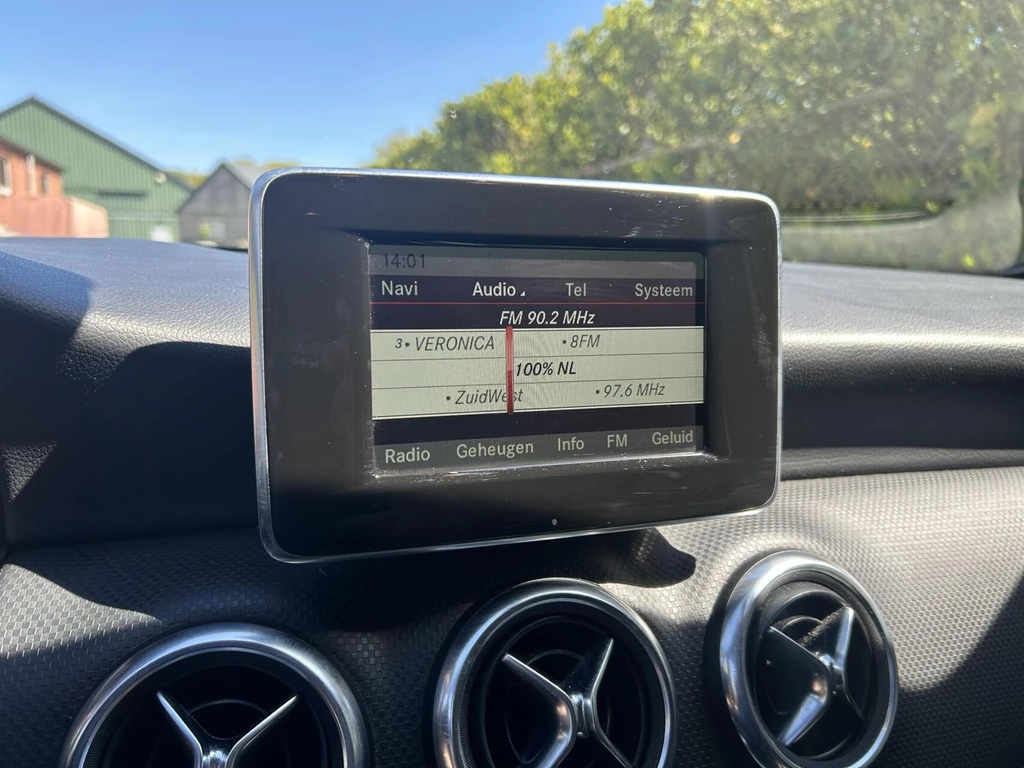 14:01
Navi Audio Tel Systeem
FM 90.2 MHz
3• VERONICA •8FM
100% NL
•ZuidWest •97.6 MHz
Radio Geheugen Info FM Geluid